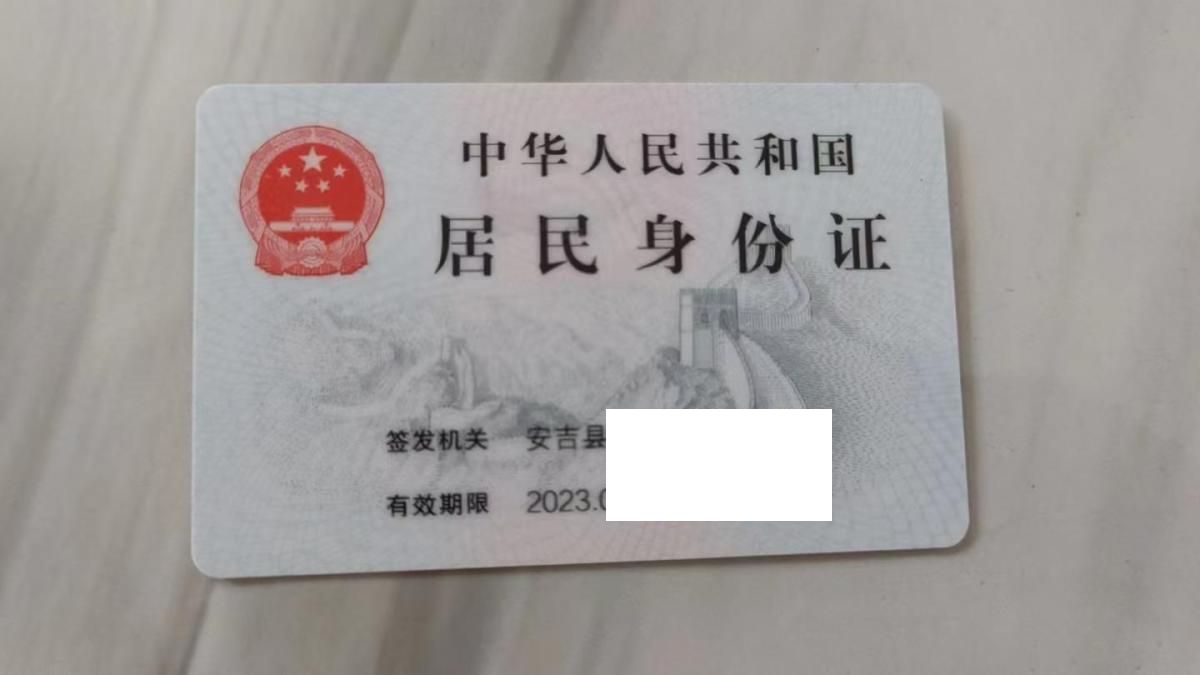 中华人民共和国
居民身份证
签发机关 安吉县
有效期限 2023.0